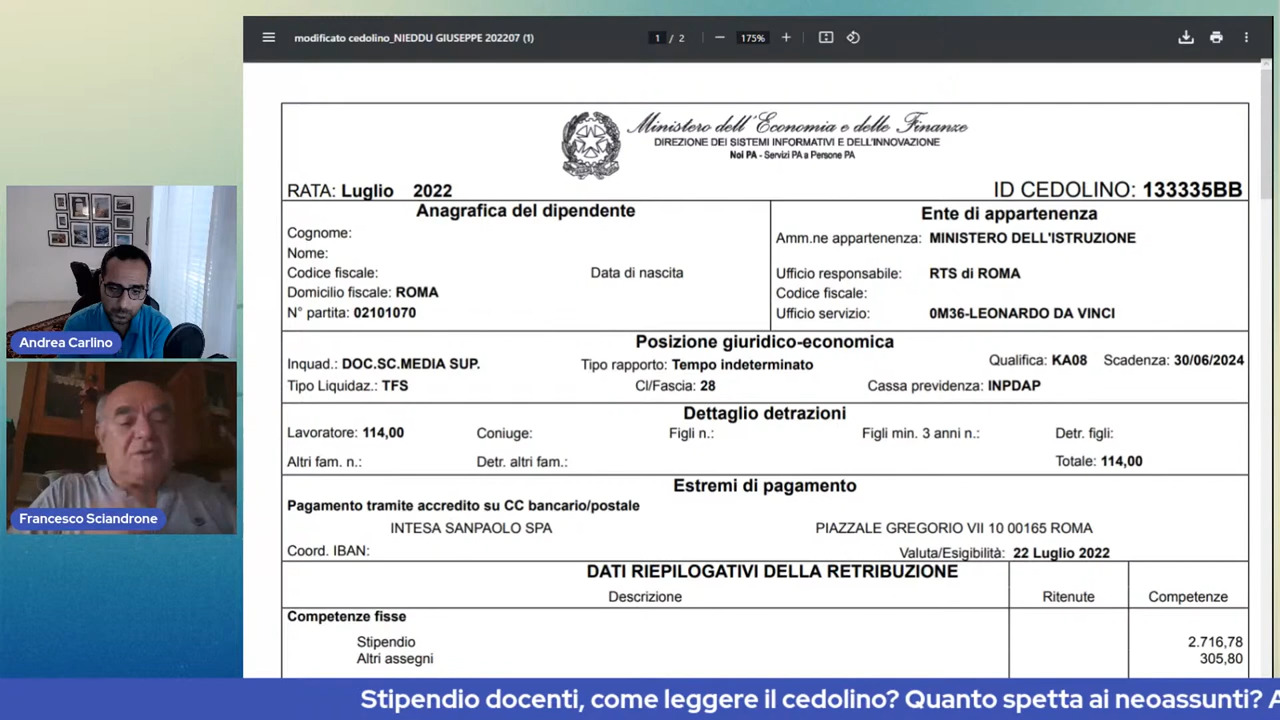 modificato cedolino_NIEDDU GIUSEPPE 202207 (1)
1 / 2
175%
Ministero dell'Economia e delle Finanze
DIREZIONE DEI SISTEMI INFORMATIVI E DELL'INNOVAZIONE
Noi PA - Servizi PA a Persone PA
RATA: Luglio 2022
ID CEDOLINO: 133335BB
Anagrafica del dipendente
Cognome:
Nome:
Codice fiscale: Data di nascita
Domicilio fiscale: ROMA
N° partita: 02101070
Ente di appartenenza
Amm.ne appartenenza: MINISTERO DELL'ISTRUZIONE
Ufficio responsabile: RTS di ROMA
Codice fiscale:
Ufficio servizio: 0M36-LEONARDO DA VINCI
Posizione giuridico-economica
Inquad.: DOC.SC.MEDIA SUP. Tipo rapporto: Tempo indeterminato Qualifica: KA08 Scadenza: 30/06/2024
Tipo Liquidaz.: TFS Cl/Fascia: 28 Cassa previdenza: INPDAP
Dettaglio detrazioni
Lavoratore: 114,00 Coniuge: Figli n.: Figli min. 3 anni n.: Detr. figli:
Altri fam. n.: Detr. altri fam.: Totale: 114,00
Estremi di pagamento
Pagamento tramite accredito su CC bancario/postale
INTESA SANPAOLO SPA PIAZZALE GREGORIO VII 10 00165 ROMA
Coord. IBAN: Valuta/Esigibilità: 22 Luglio 2022
DATI RIEPILOGATIVI DELLA RETRIBUZIONE
Descrizione Ritenute Competenze
Competenze fisse
Stipendio 2.716,78
Altri assegni 305,80
Andrea Carlino
Francesco Sciandrone
Stipendio docenti, come leggere il cedolino? Quanto spetta ai neoassunti? A